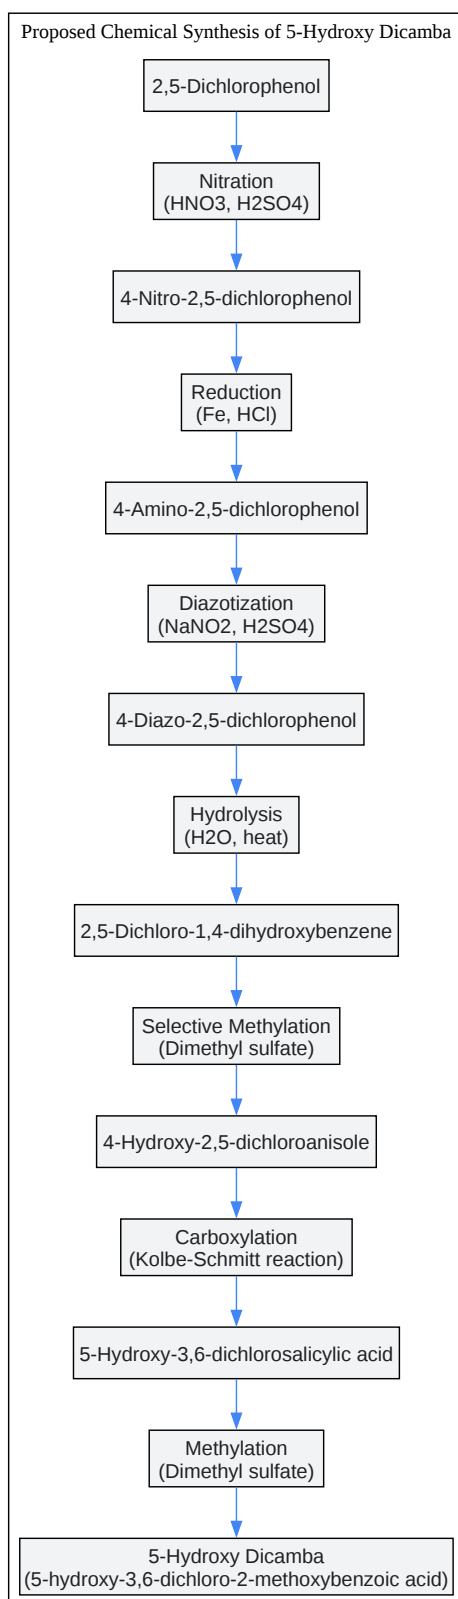 Proposed Chemical Synthesis of 5-Hydroxy Dicamba
2,5-Dichlorophenol
Nitration
(HNO3, H2SO4)
4-Nitro-2,5-dichlorophenol
Reduction
(Fe, HCl)
4-Amino-2,5-dichlorophenol
Diazotization
(NaNO2, H2SO4)
4-Diazo-2,5-dichlorophenol
Hydrolysis
(H2O, heat)
2,5-Dichloro-1,4-dihydroxybenzene
Selective Methylation
(Dimethyl sulfate)
4-Hydroxy-2,5-dichloroanisole
Carboxylation
(Kolbe-Schmitt reaction)
5-Hydroxy-3,6-dichlorosalicylic acid
Methylation
(Dimethyl sulfate)
5-Hydroxy Dicamba
(5-hydroxy-3,6-dichloro-2-methoxybenzoic acid)